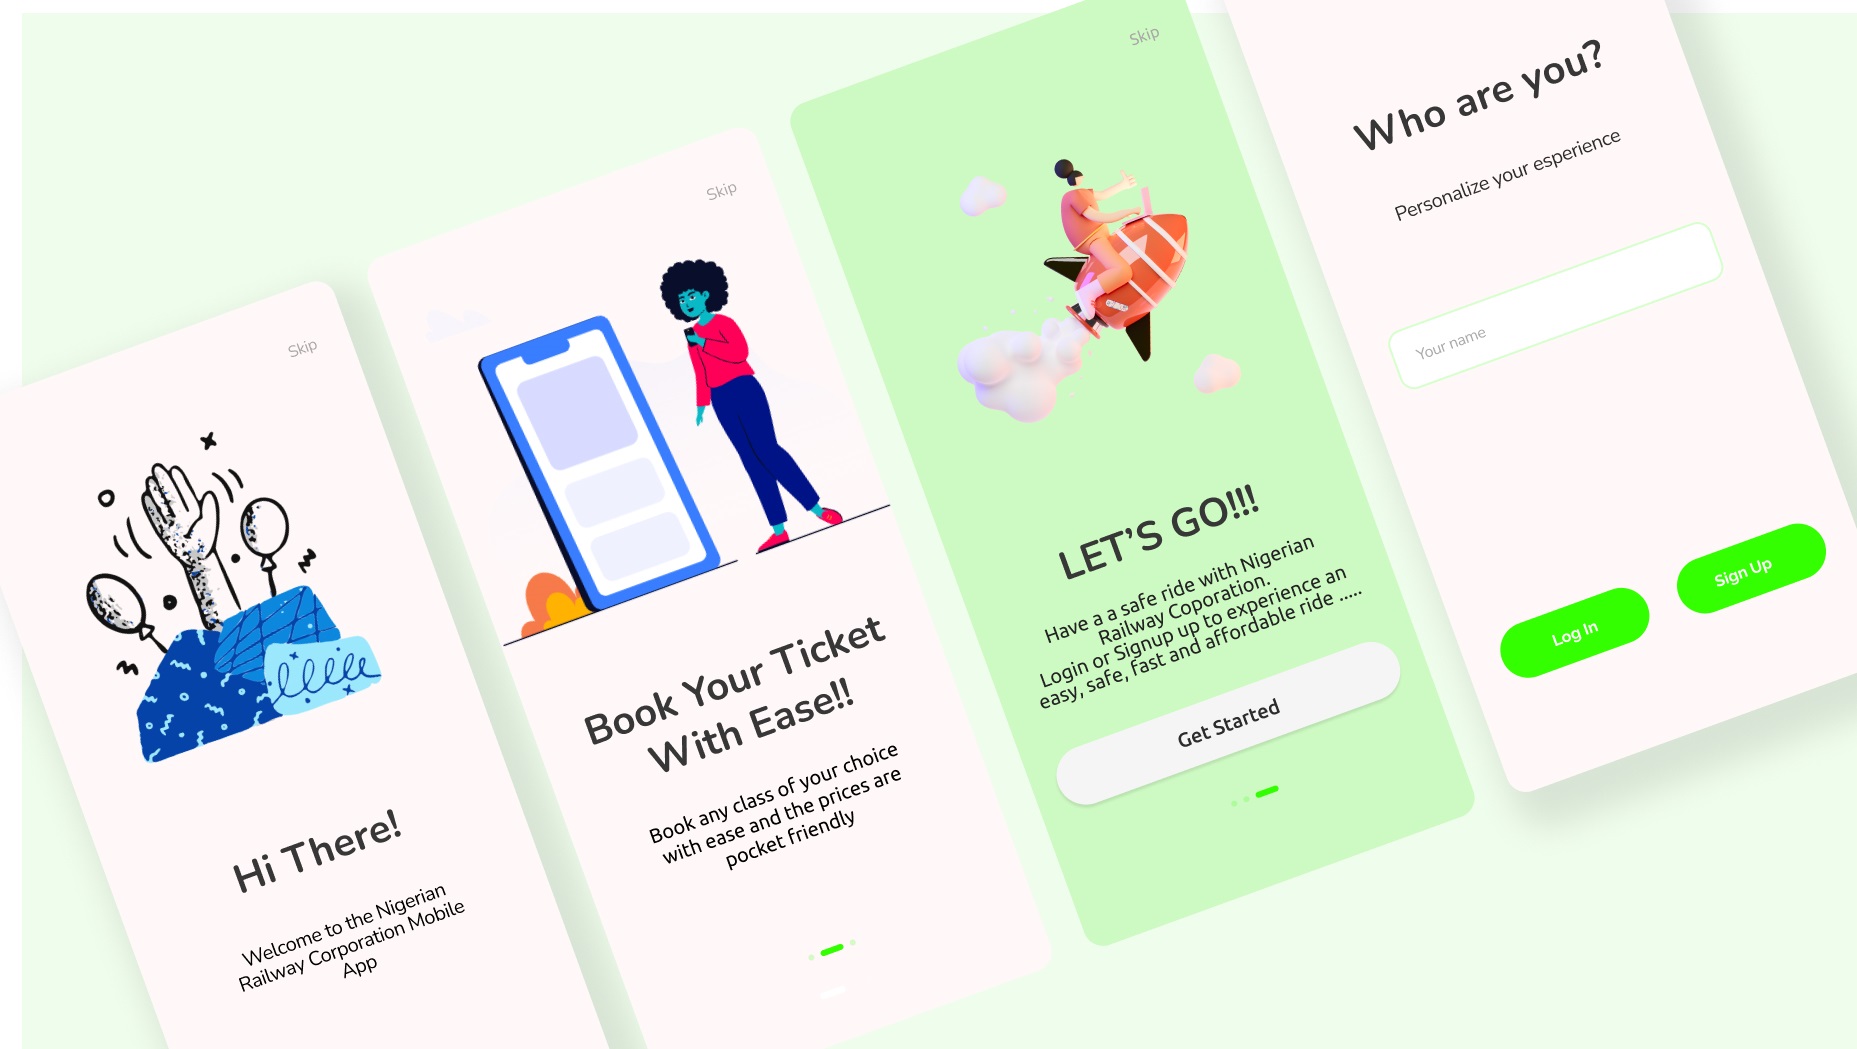 Skip
Hi There!
Welcome to the Nigerian
Railway Corporation Mobile
App
Skip
Book Your Ticket
With Ease!!
Book any class of your choice
with ease and the prices are
pocket friendly
Skip
LET’S GO!!!
Have a a safe ride with Nigerian
Railway Coporation.
Login or Signup up to experience an
easy, safe, fast and affordable ride .....
Get Started
Who are you?
Personalize your esperience
Your name
Log In
Sign Up